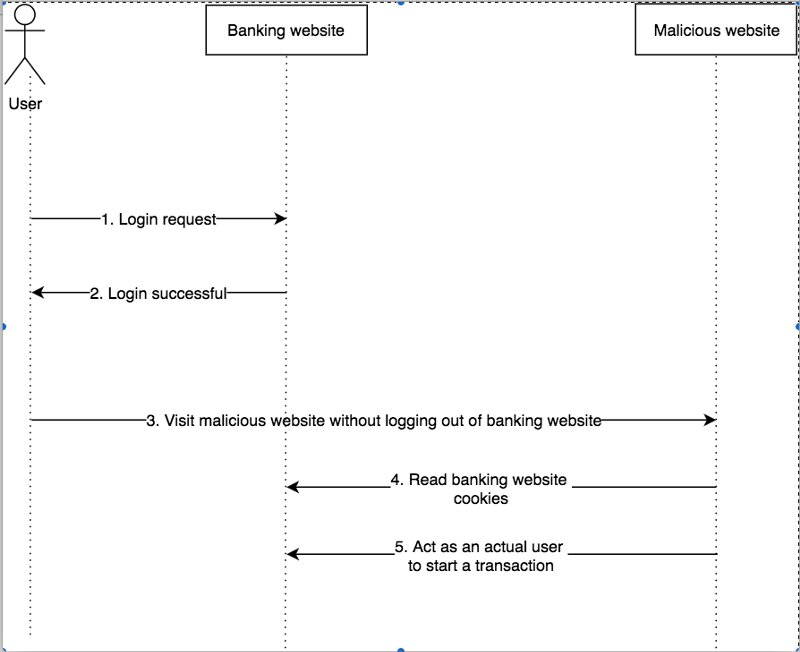 Banking website
Malicious website
User
1. Login request
2. Login successful
3. Visit malicious website without logging out of banking website
4. Read banking website
cookies
5. Act as an actual user
to start a transaction